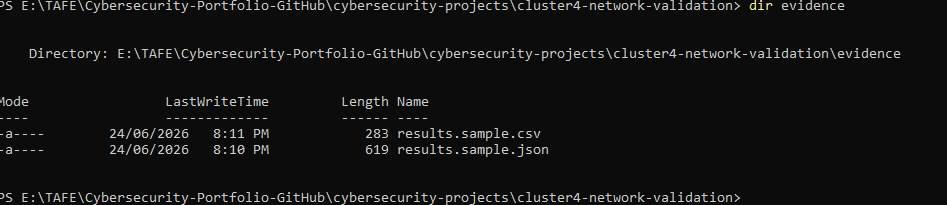 PS E:\TAFE\Cybersecurity-Portfolio-GitHub\cybersecurity-projects\cluster4-network-validation> dir evidence
Directory: E:\TAFE\Cybersecurity-Portfolio-GitHub\cybersecurity-projects\cluster4-network-validation\evidence
Mode LastWriteTime Length Name
---- ------------- ------ ----
-a---- 24/06/2026 8:11 PM 283 results.sample.csv
-a---- 24/06/2026 8:10 PM 619 results.sample.json
PS E:\TAFE\Cybersecurity-Portfolio-GitHub\cybersecurity-projects\cluster4-network-validation>